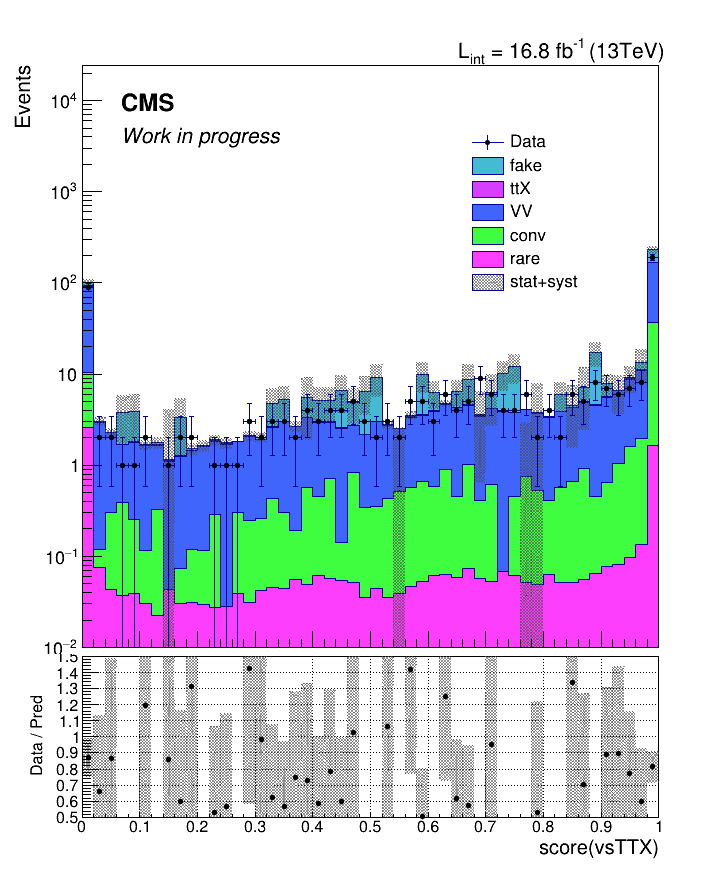 L_int = 16.8 fb^-1 (13TeV)
Events
CMS
Work in progress
Data
fake
ttX
VV
conv
rare
stat+syst
10^4
10^3
10^2
10
1
10^−1
10^−2
Data / Pred
1.5
1.4
1.3
1.2
1.1
1
0.9
0.8
0.7
0.6
0.5
0 0.1 0.2 0.3 0.4 0.5 0.6 0.7 0.8 0.9 1
score(vsTTX)